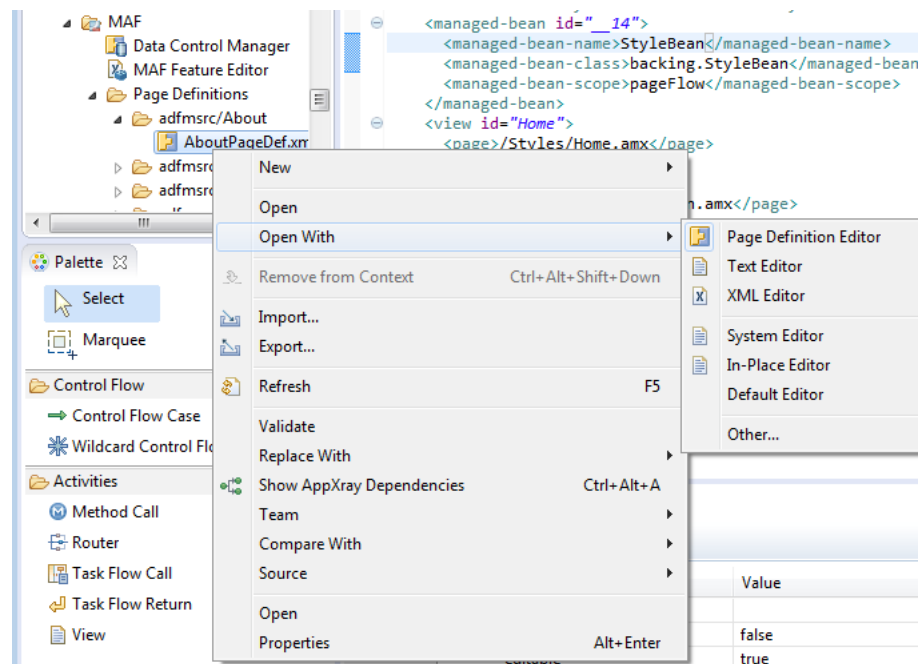 MAF
Data Control Manager
MAF Feature Editor
Page Definitions
adfmsrc/About
AboutPageDef.xm
adfmsrc
adfmsrc
<managed-bean id="__14">
<managed-bean-name>StyleBean</managed-bean-name>
<managed-bean-class>backing.StyleBean</managed-bean
<managed-bean-scope>pageFlow</managed-bean-scope>
</managed-bean>
<view id="Home">
<page>/Styles/Home.amx</page>
.amx</page>
Palette
Select
Marquee
Control Flow
Control Flow Case
Wildcard Control Flo
Activities
Method Call
Router
Task Flow Call
Task Flow Return
View
New
Open
Open With
Remove from Context Ctrl+Alt+Shift+Down
Import...
Export...
Refresh F5
Validate
Replace With
Show AppXray Dependencies Ctrl+Alt+A
Team
Compare With
Source
Open
Properties Alt+Enter
Page Definition Editor
Text Editor
XML Editor
System Editor
In-Place Editor
Default Editor
Other...
Value
false
true